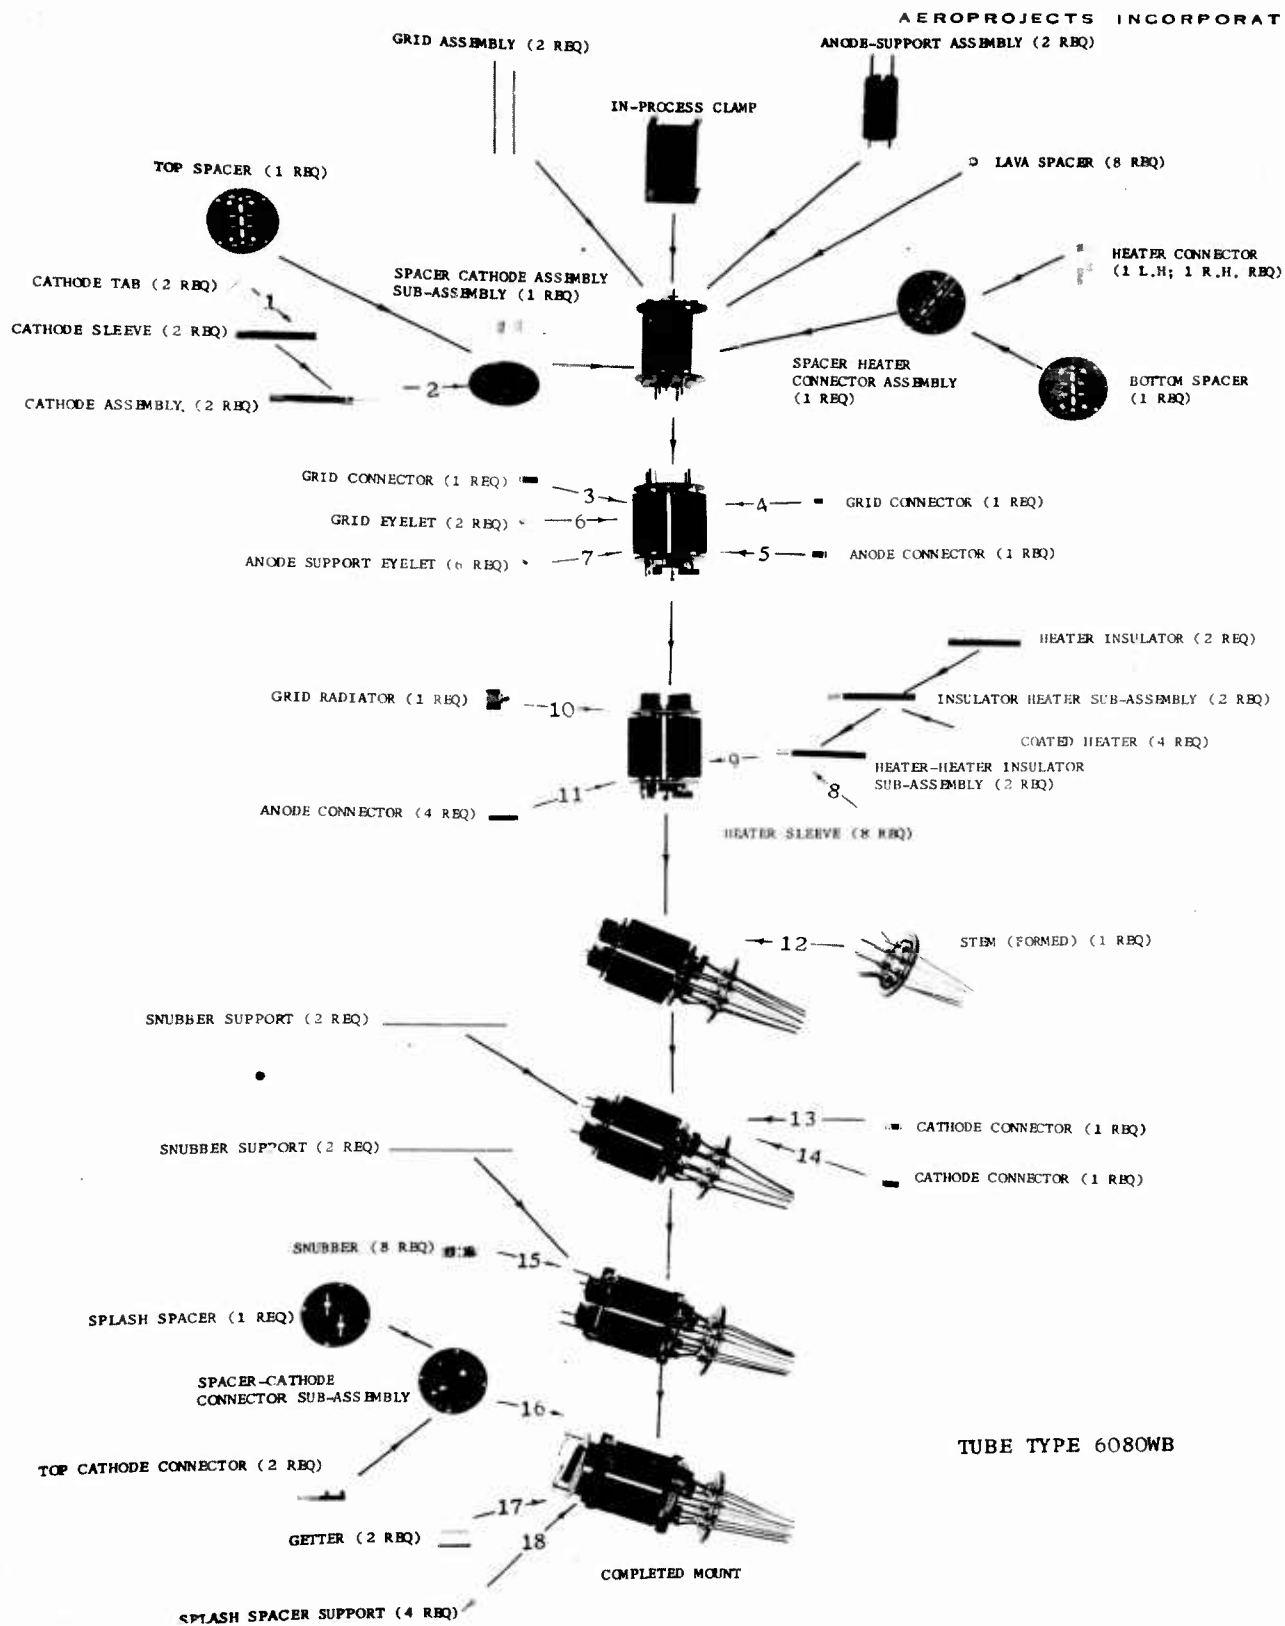 AEROPROJECTS INCORPORAT
GRID ASSEMBLY (2 REQ)
ANODE-SUPPORT ASSEMBLY (2 REQ)
IN-PROCESS CLAMP
TOP SPACER (1 REQ)
LAVA SPACER (8 REQ)
CATHODE TAB (2 REQ)
1
SPACER CATHODE ASSEMBLY
SUB-ASSEMBLY (1 REQ)
HEATER CONNECTOR
(1 L.H; 1 R.H. REQ)
CATHODE SLEEVE (2 REQ)
CATHODE ASSEMBLY. (2 REQ)
2
SPACER HEATER
CONNECTOR ASSEMBLY
(1 REQ)
BOTTOM SPACER
(1 REQ)
GRID CONNECTOR (1 REQ)
3
4
GRID CONNECTOR (1 REQ)
GRID EYELET (2 REQ)
6
ANODE SUPPORT EYELET (6 REQ)
7
5
ANODE CONNECTOR (1 REQ)
HEATER INSULATOR (2 REQ)
GRID RADIATOR (1 REQ)
10
INSULATOR HEATER SUB-ASSEMBLY (2 REQ)
COATED HEATER (4 REQ)
9
HEATER-HEATER INSULATOR
SUB-ASSEMBLY (2 REQ)
8
11
ANODE CONNECTOR (4 REQ)
HEATER SLEEVE (8 REQ)
12
STEM (FORMED) (1 REQ)
SNUBBER SUPPORT (2 REQ)
13
CATHODE CONNECTOR (1 REQ)
SNUBBER SUPPORT (2 REQ)
14
CATHODE CONNECTOR (1 REQ)
SNUBBER (8 REQ)
15
SPLASH SPACER (1 REQ)
SPACER-CATHODE
CONNECTOR SUB-ASSEMBLY
16
TUBE TYPE 6080WB
TOP CATHODE CONNECTOR (2 REQ)
17
GETTER (2 REQ)
18
COMPLETED MOUNT
SPLASH SPACER SUPPORT (4 REQ)